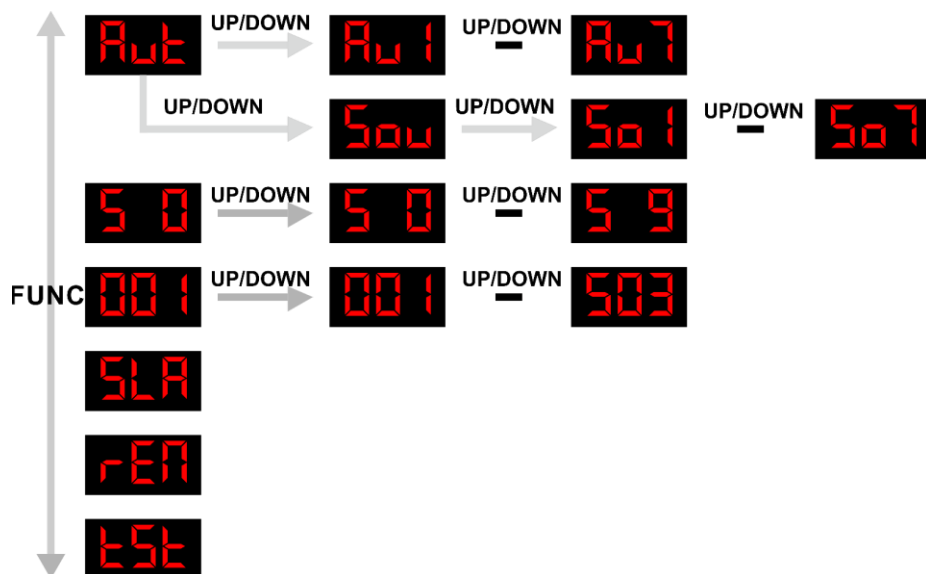 Aut UP/DOWN Au1 UP/DOWN Au7
UP/DOWN Sou UP/DOWN So1 UP/DOWN So7
S 0 UP/DOWN S 0 UP/DOWN S 9
FUNC 001 UP/DOWN 001 UP/DOWN 503
SLA
rEM
tSt